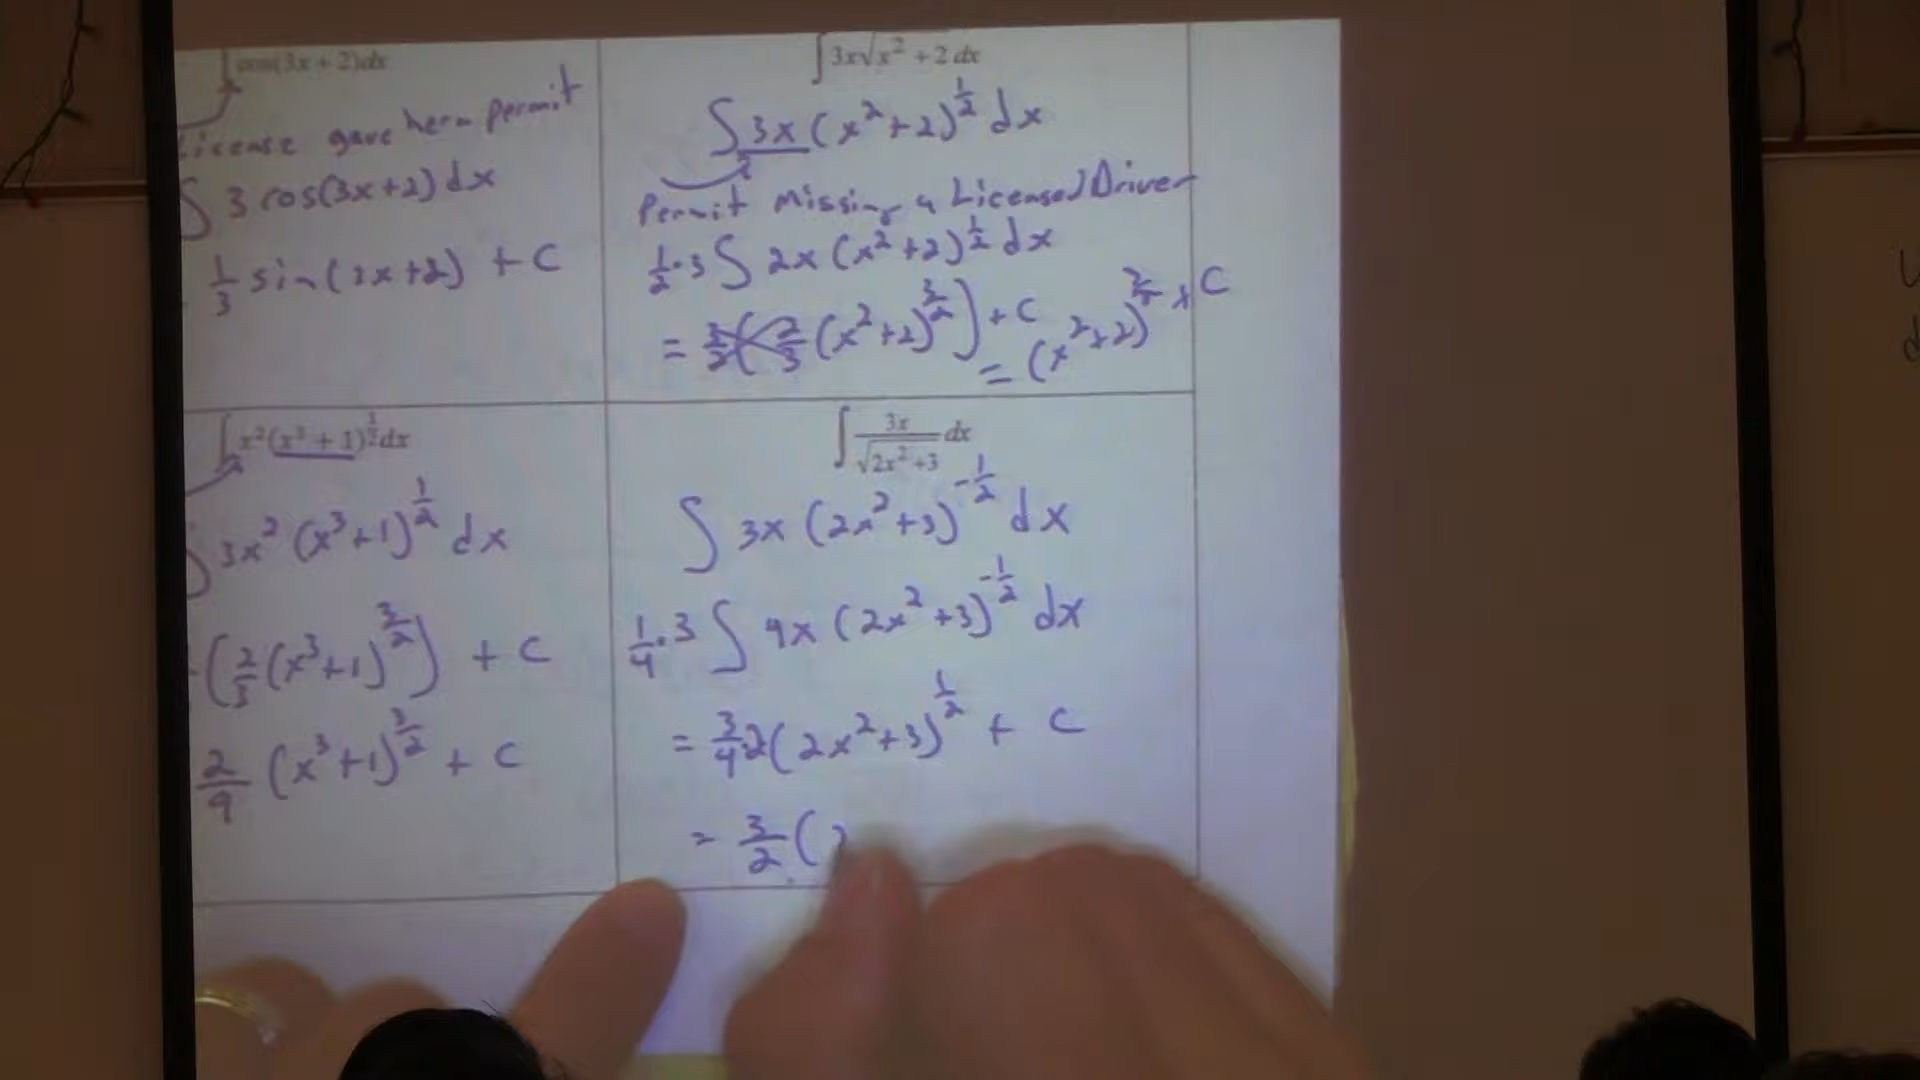 ∫cos(3x + 2)dx
License gave him permit
∫ 3 cos(3x+2) dx
1/3 sin(3x+2) + C
∫3x√x² + 2 dx
∫3x(x²+2)^1/2 dx
Permit Missing a Licensed Driver
1/2·3 ∫ 2x (x²+2)^1/2 dx
= 3/2(2/3 (x²+2)^3/2) + C
= (x²+2)^3/2 + C
∫x²(x³ + 1)^1/2 dx
∫ 3x² (x³+1)^1/2 dx
(2/3(x³+1)^3/2) + C
2/9 (x³+1)^3/2 + C
∫ 3x/√2x²+3 dx
∫ 3x (2x²+3)^-1/2 dx
1/4·3 ∫ 4x (2x²+3)^-1/2 dx
= 3/4·2(2x²+3)^1/2 + C
= 3/2 (2